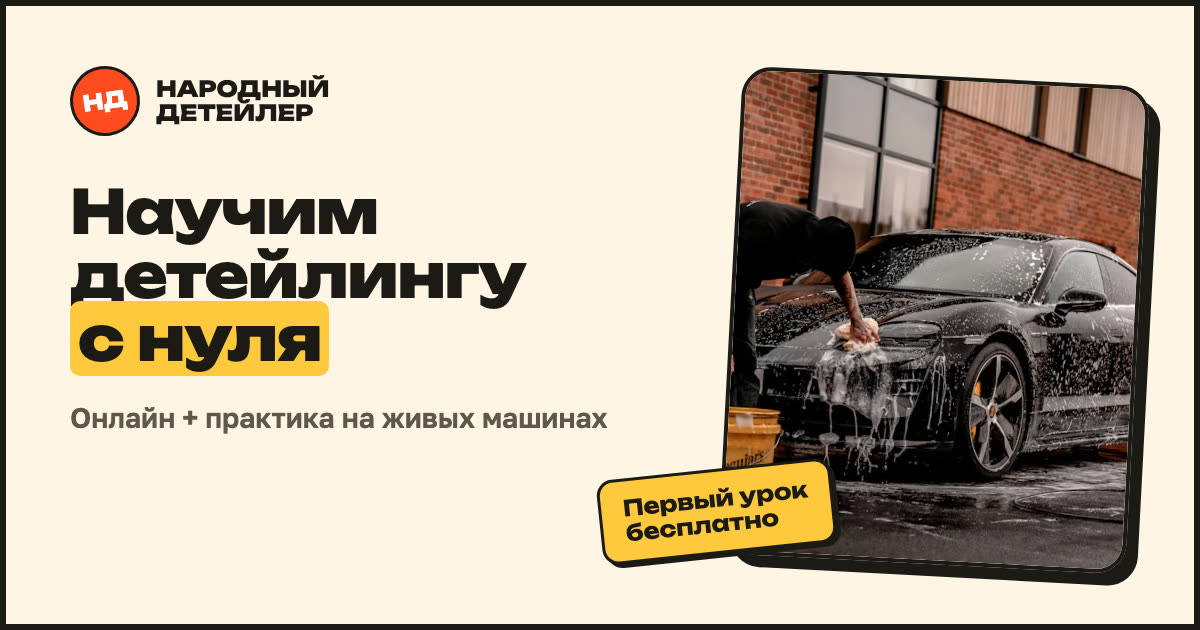 НД
НАРОДНЫЙ
ДЕТЕЙЛЕР
Научим
детейлингу
с нуля
Онлайн + практика на живых машинах
Первый урок
бесплатно